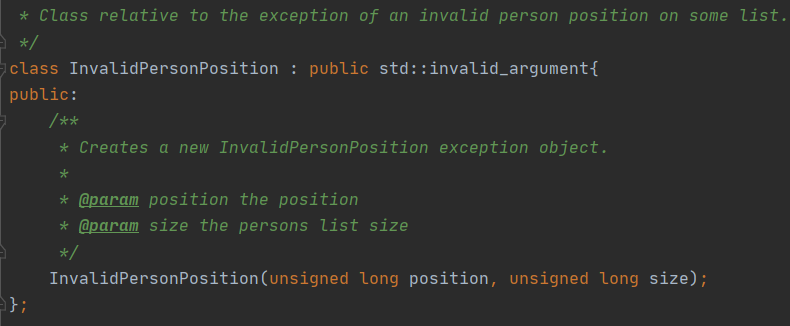 * Class relative to the exception of an invalid person position on some list.
*/
class InvalidPersonPosition : public std::invalid_argument{
public:
    /**
     * Creates a new InvalidPersonPosition exception object.
     *
     * @param position the position
     * @param size the persons list size
     */
    InvalidPersonPosition(unsigned long position, unsigned long size);
};